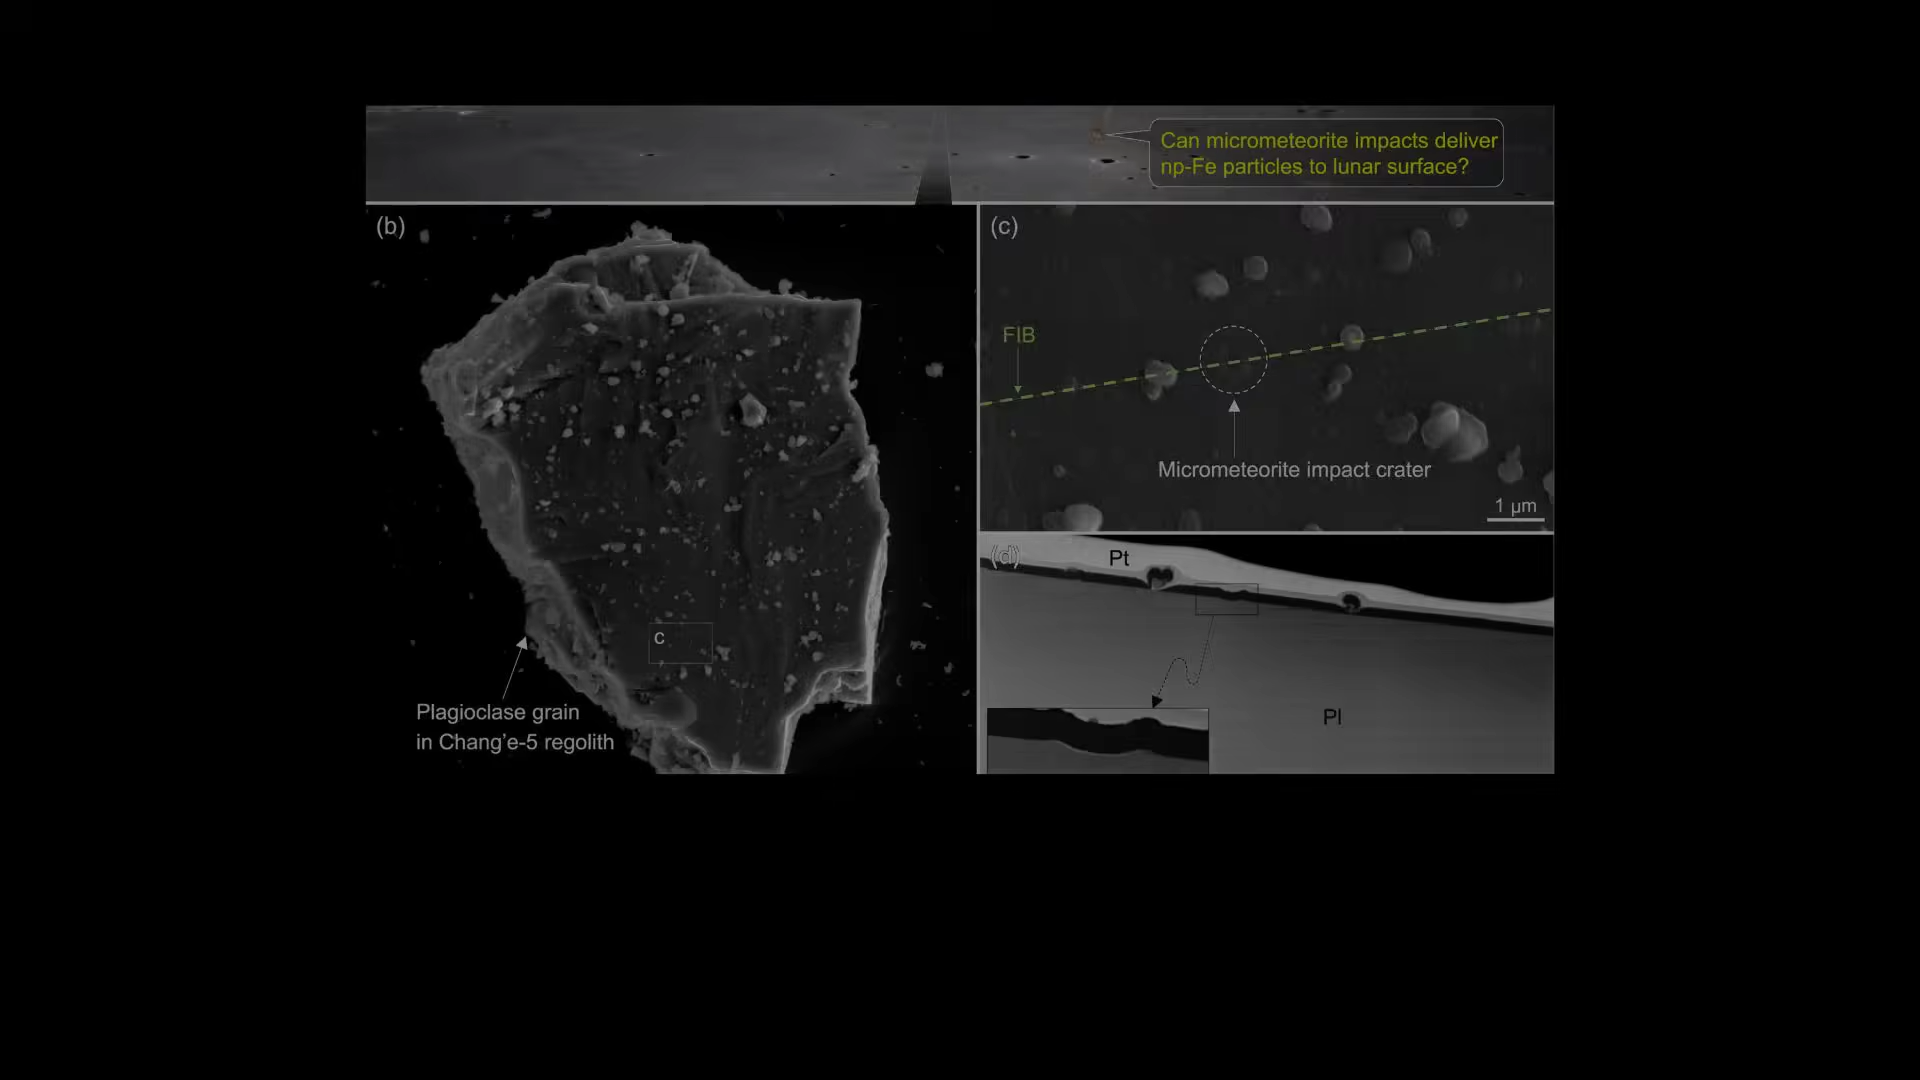 Can micrometeorite impacts deliver
np-Fe particles to lunar surface?
(b)
c
Plagioclase grain
in Chang’e-5 regolith
(c)
FIB
Micrometeorite impact crater
1 µm
(d)
Pt
Pl